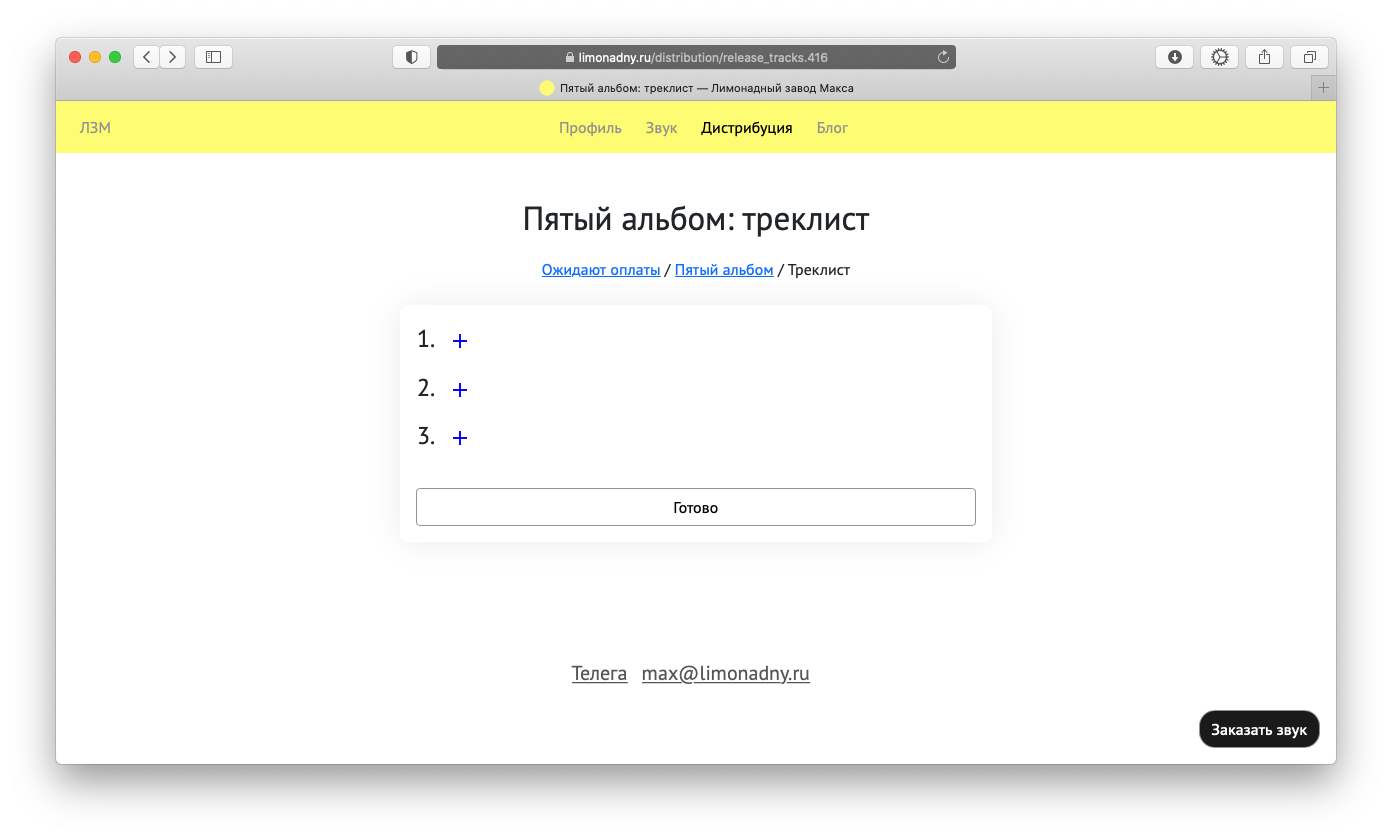 limonadny.ru/distribution/release_tracks.416
Пятый альбом: треклист — Лимонадный завод Макса
ЛЗМ Профиль Звук Дистрибуция Блог
Пятый альбом: треклист
Ожидают оплаты / Пятый альбом / Треклист
1. +
2. +
3. +
Готово
Телега max@limonadny.ru
Заказать звук